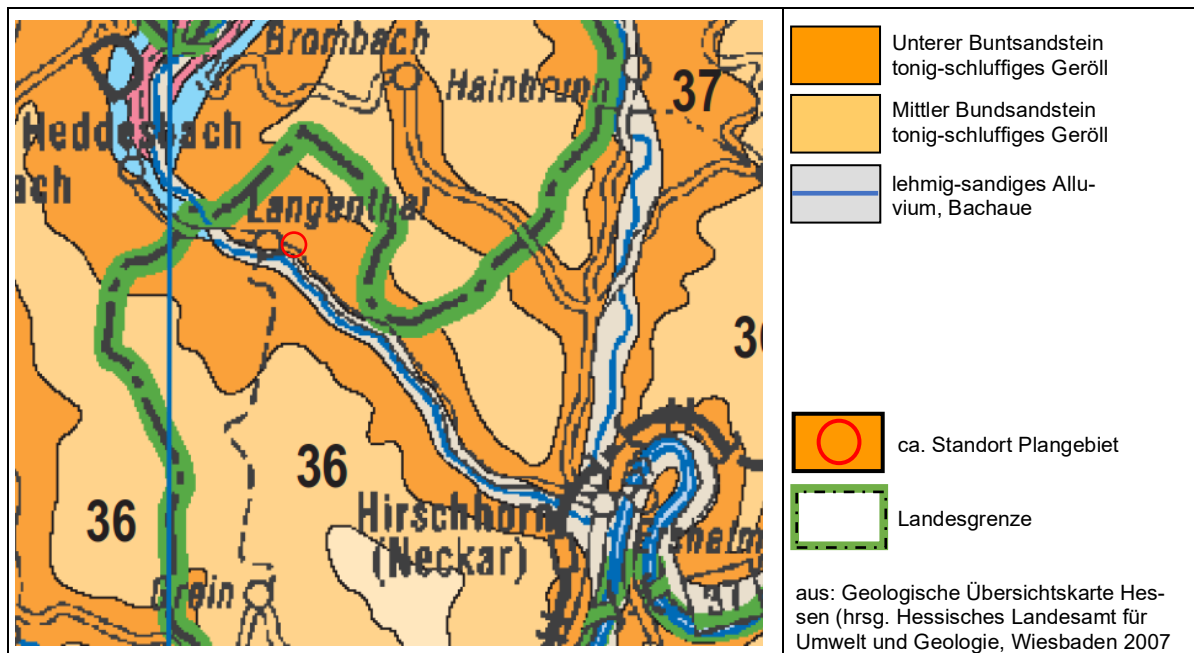 Brombach
Hainbrunn
37
Heddesbach
ach
Langenthal
36
36
Hirschhorn
(Neckar)
Grein
37
Unterer Buntsandstein
tonig-schluffiges Geröll
Mittler Bundsandstein
tonig-schluffiges Geröll
lehmig-sandiges Allu-
vium, Bachaue
ca. Standort Plangebiet
Landesgrenze
aus: Geologische Übersichtskarte Hes-
sen (hrsg. Hessisches Landesamt für
Umwelt und Geologie, Wiesbaden 2007